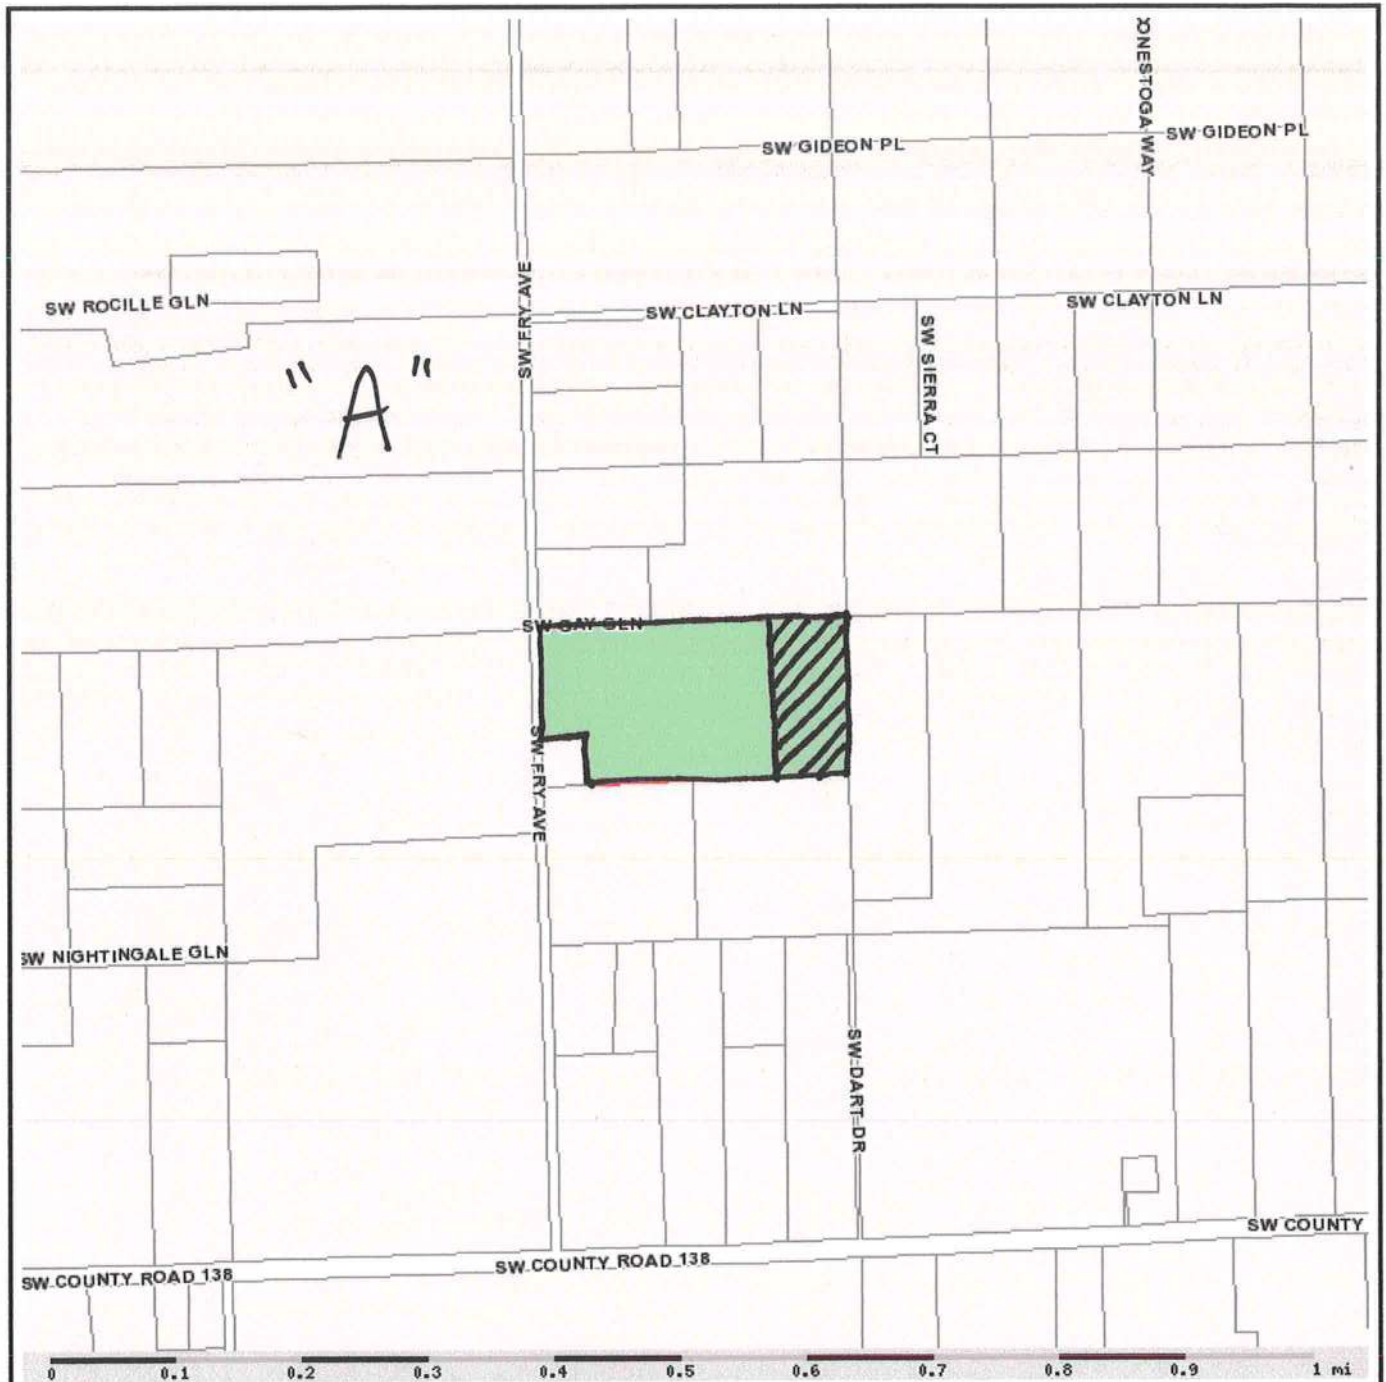 ONESTOGA WAY
SW GIDEON PL
SW GIDEON PL
SW FRY AVE
SW ROCILLE GLN
SW CLAYTON LN
SW CLAYTON LN
SW SIERRA CT
"A"
SW GAY GLN
SW FRY AVE
SW NIGHTINGALE GLN
SW DART DR
SW COUNTY
SW COUNTY ROAD 138
SW COUNTY ROAD 138
0 0.1 0.2 0.3 0.4 0.5 0.6 0.7 0.8 0.9 1 mi